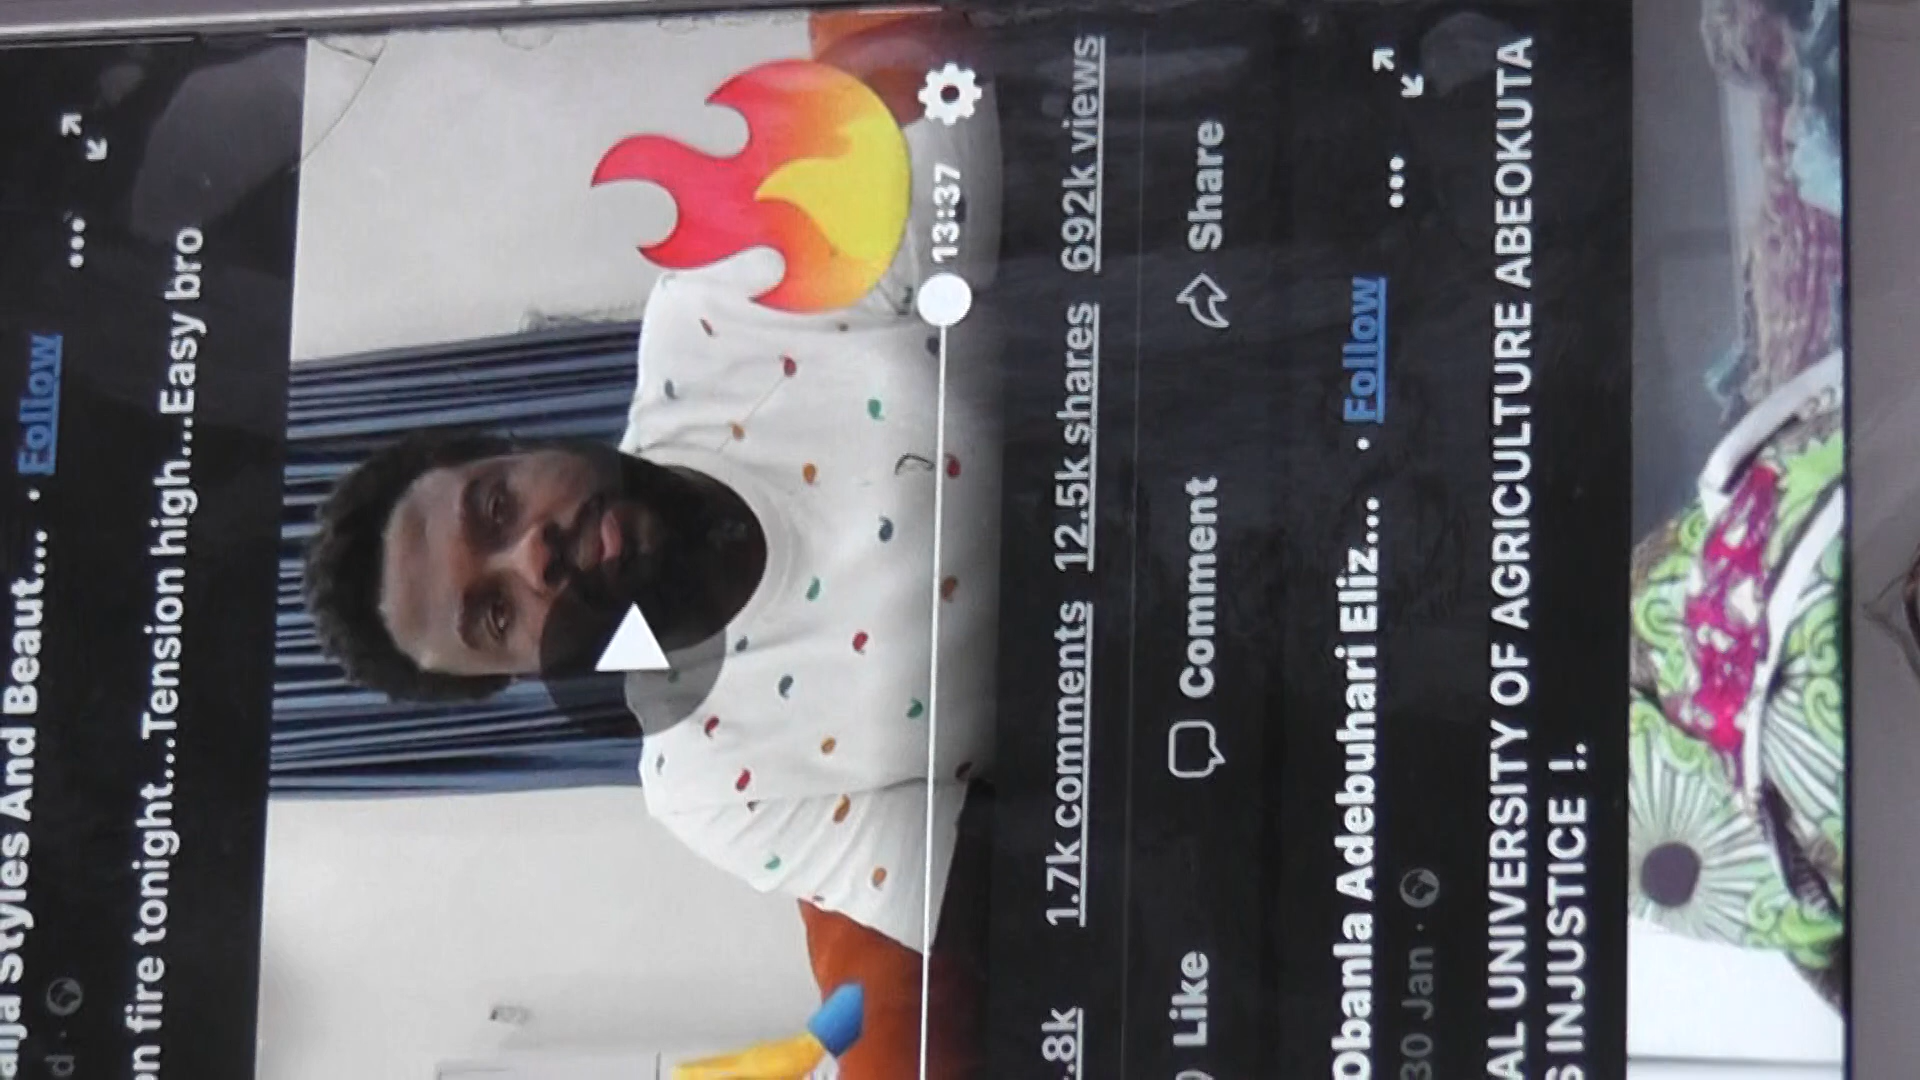 Styles And Beaut... · Follow ...
d ·
on fire tonight....Tension high...Easy bro
13:37
.8k 1.7k comments 12.5k shares 692k views
Like Comment Share
Obanla Adebuhari Eliz... · Follow ...
30 Jan ·
AL UNIVERSITY OF AGRICULTURE ABEOKUTA
S INJUSTICE !.